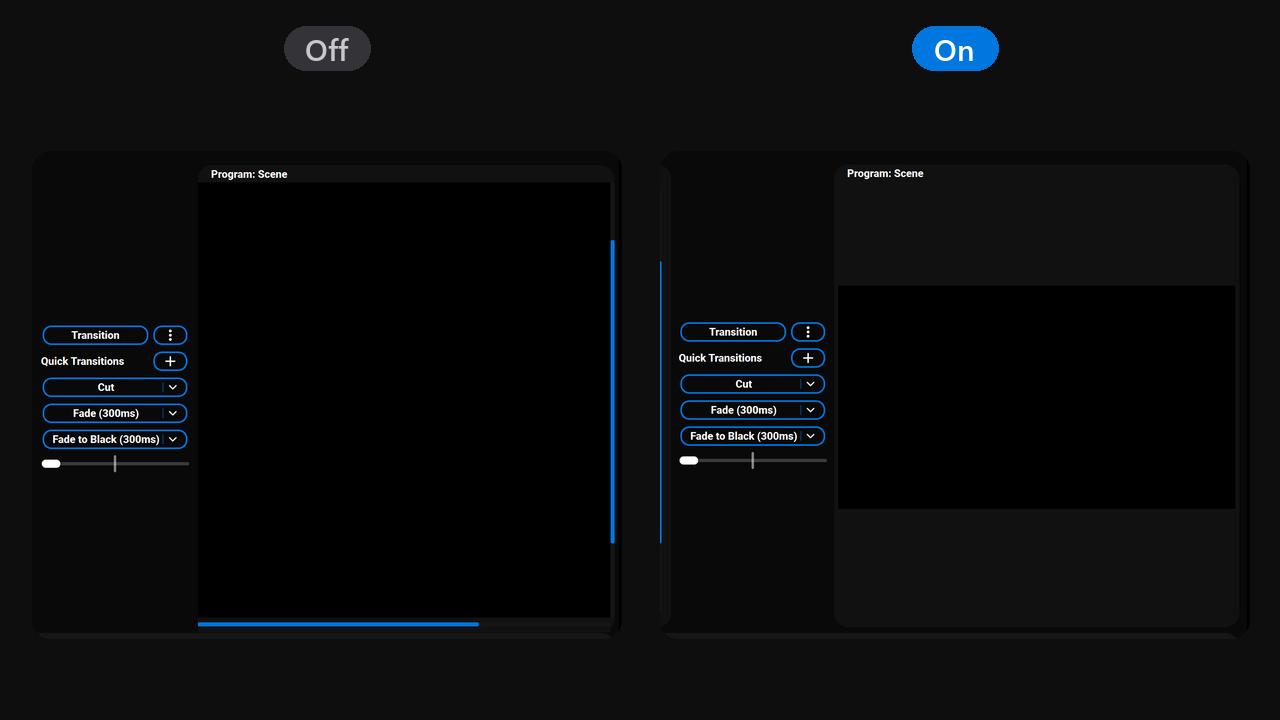 Off
On
Program: Scene
Transition
Quick Transitions
Cut
Fade (300ms)
Fade to Black (300ms)
Program: Scene
Transition
Quick Transitions
Cut
Fade (300ms)
Fade to Black (300ms)